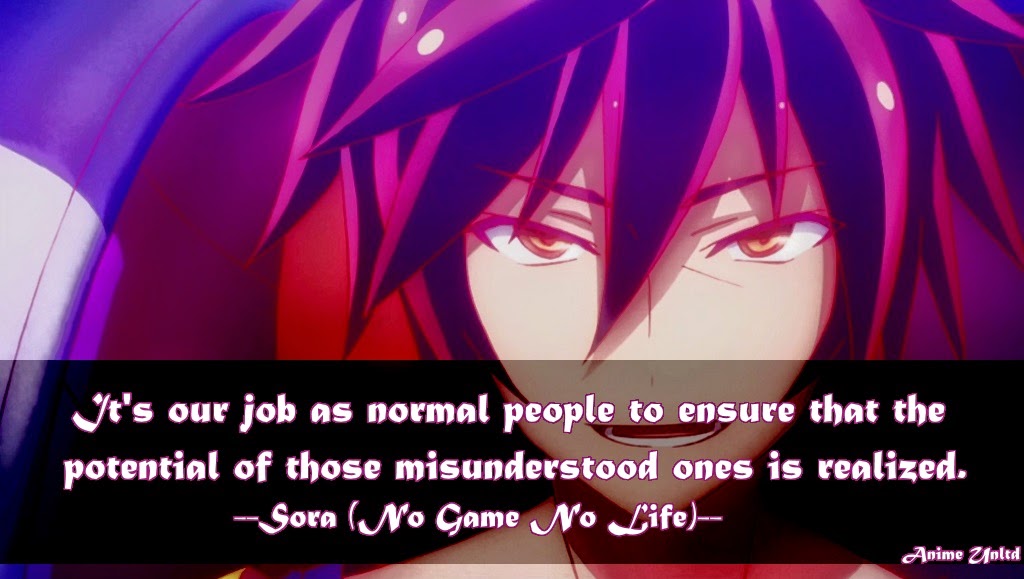 It's our job as normal people to ensure that the
potential of those misunderstood ones is realized.
--Sora (No Game No Life)--
Anime Unltd